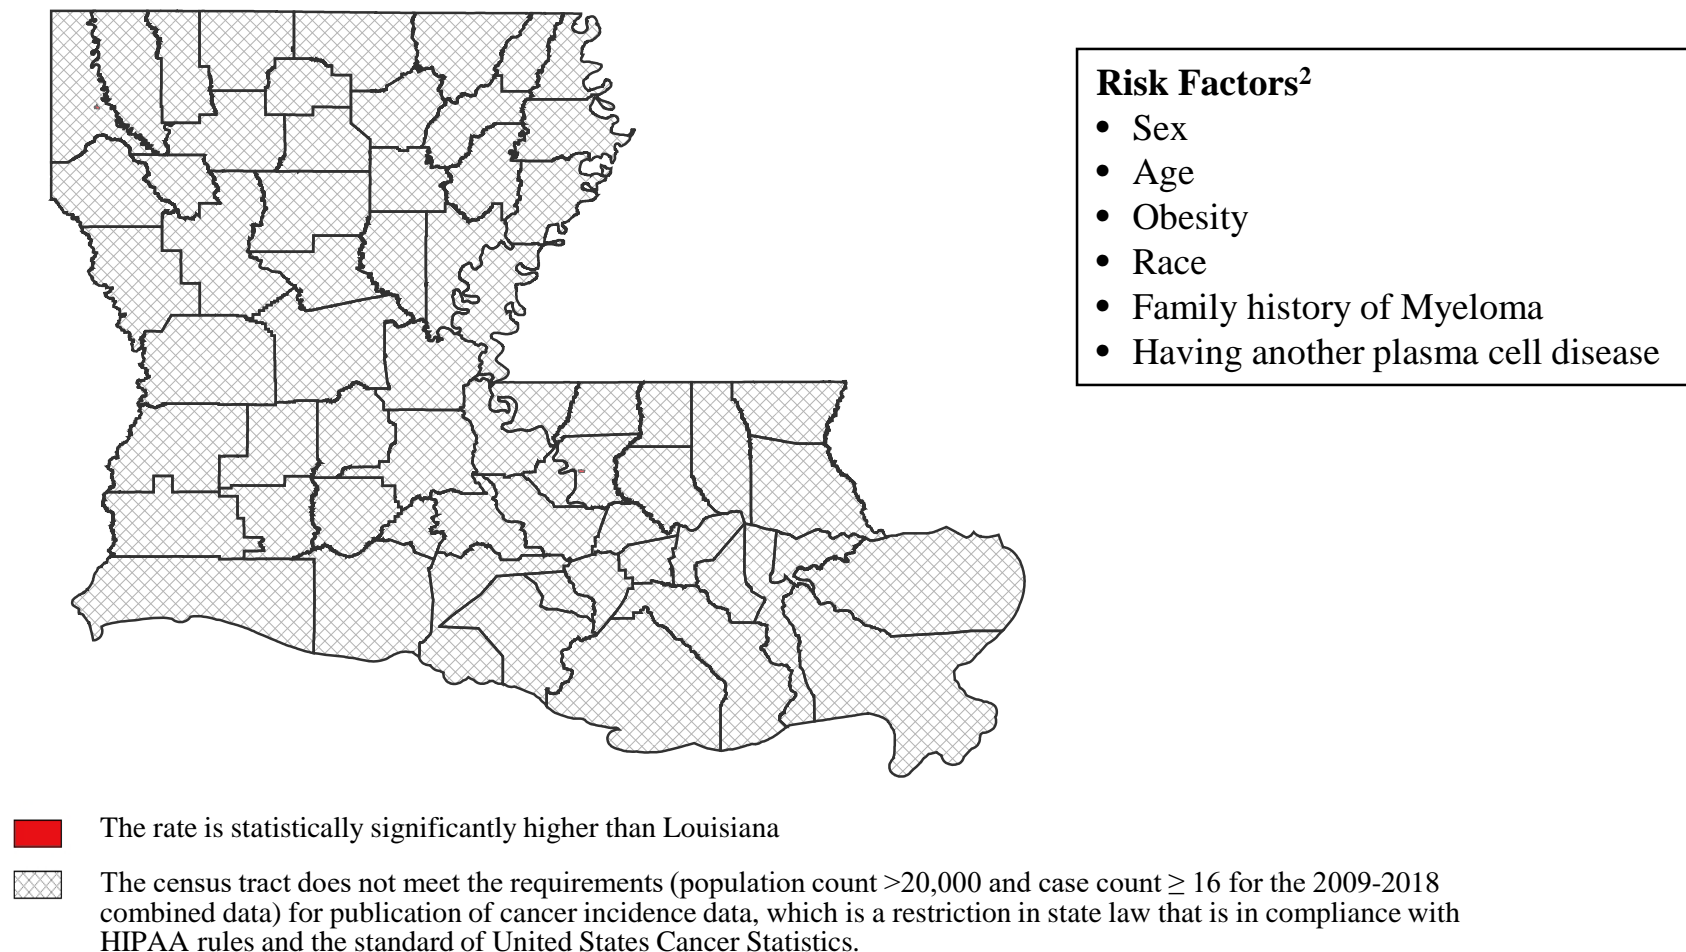 Risk Factors²
• Sex
• Age
• Obesity
• Race
• Family history of Myeloma
• Having another plasma cell disease
The rate is statistically significantly higher than Louisiana
The census tract does not meet the requirements (population count >20,000 and case count ≥ 16 for the 2009-2018
combined data) for publication of cancer incidence data, which is a restriction in state law that is in compliance with
HIPAA rules and the standard of United States Cancer Statistics.